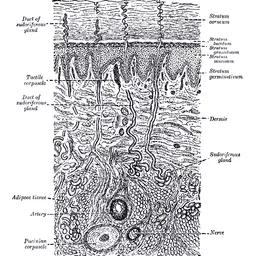 Duct of
sudoriferous
gland
Tactile
corpuscle
Duct of
sudoriferous
gland
Adipose tissue
Artery
Pacinian
corpuscle
Stratum
corneum
Stratum
lucidum
Stratum
granulosum
Stratum
mucosum
Stratum
germinativum
Dermis
Sudoriferous
gland
Nerve